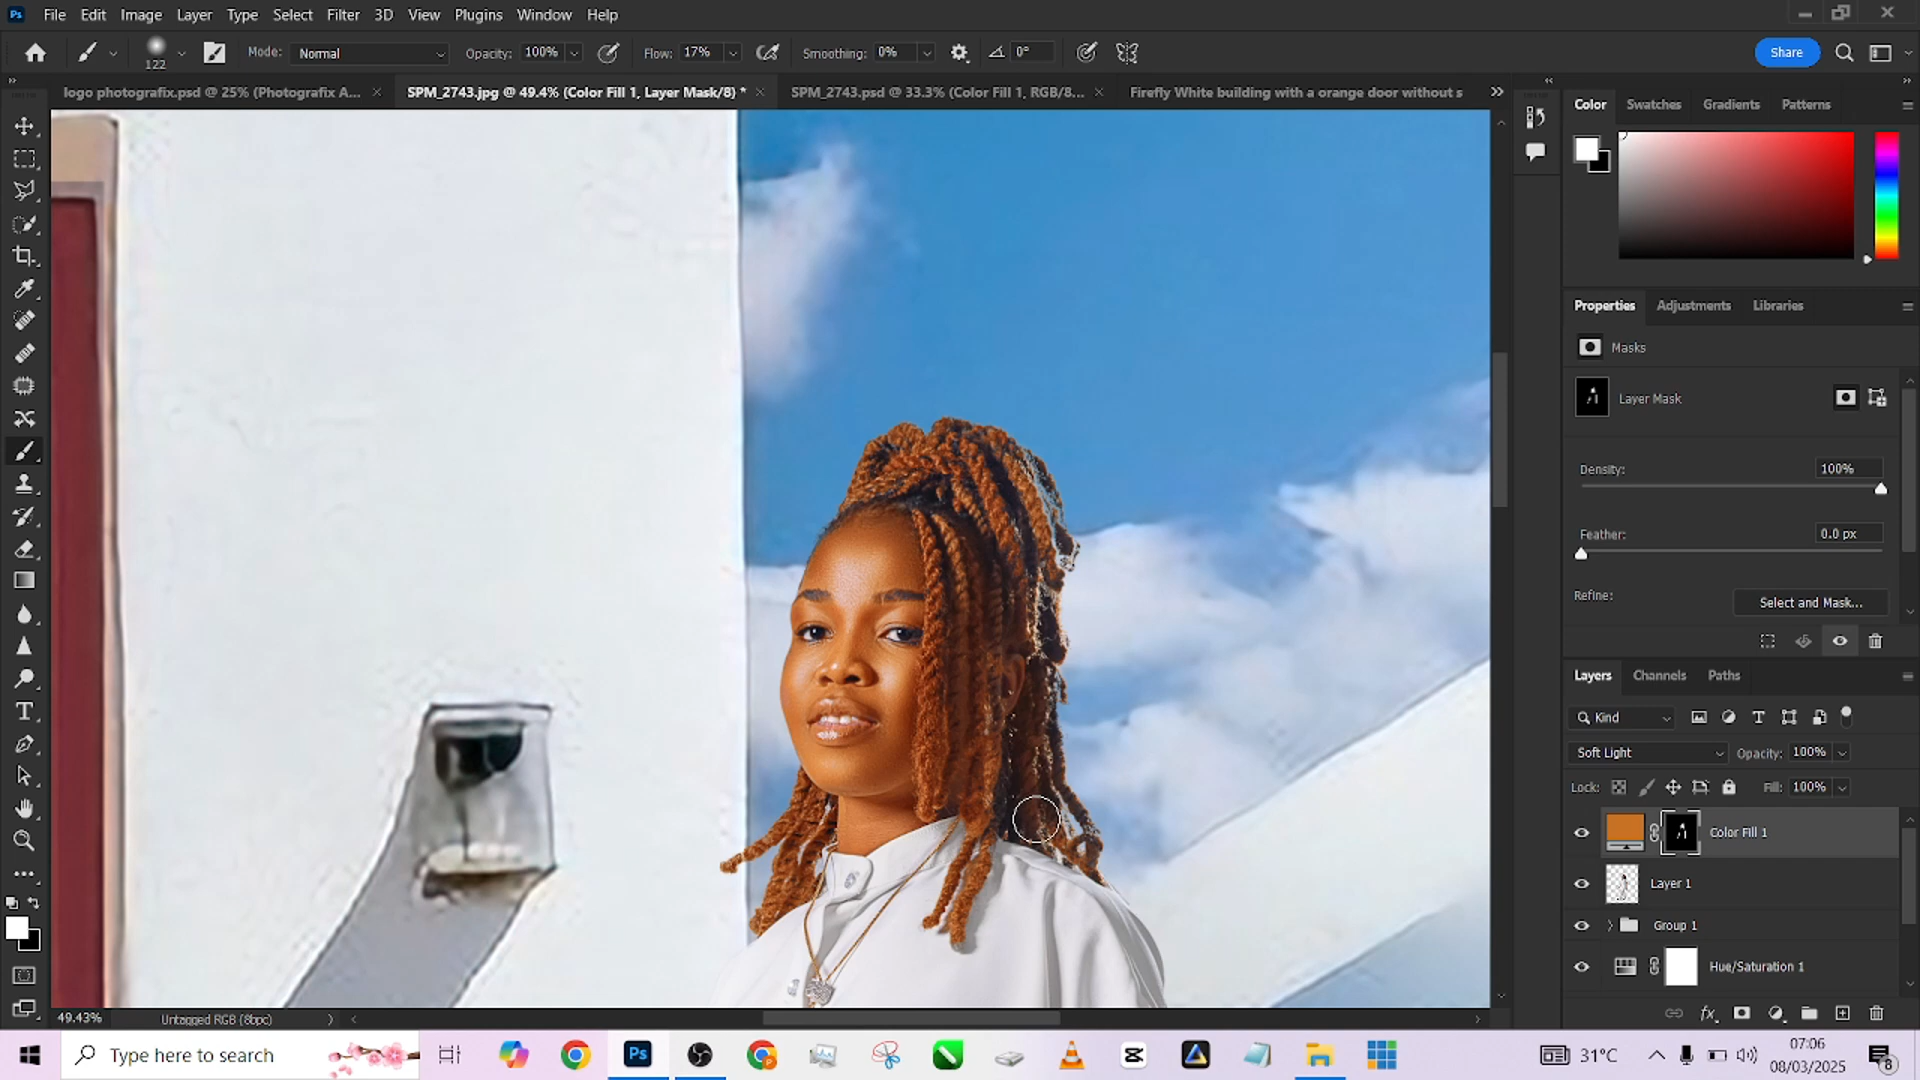 File Edit Image Layer Type Select Filter 3D View Plugins Window Help
122 Mode: Normal Opacity: 100% Flow: 17% Smoothing: 0% 0° Share
logo photografix.psd @ 25% (Photografix A... SPM_2743.jpg @ 49.4% (Color Fill 1, Layer Mask/8) * SPM_2743.psd @ 33.3% (Color Fill 1, RGB/8... Firefly White building with a orange door without s
Color Swatches Gradients Patterns
Properties Adjustments Libraries
Masks
Layer Mask
Density: 100%
Feather: 0.0 px
Refine: Select and Mask...
Layers Channels Paths
Kind
Soft Light Opacity: 100%
Lock: Fill: 100%
Color Fill 1
Layer 1
Group 1
Hue/Saturation 1
49.43% Untagged RGB (8bpc)
Type here to search 31°C 07:06
08/03/2025 8